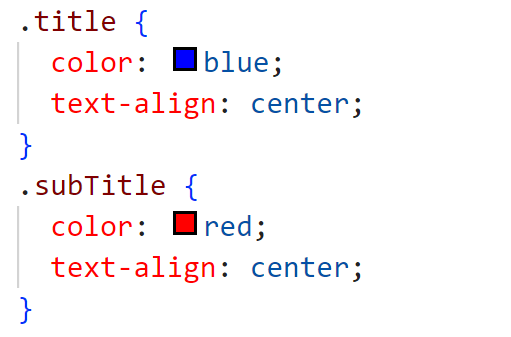 .title {
  color: blue;
  text-align: center;
}
.subTitle {
  color: red;
  text-align: center;
}